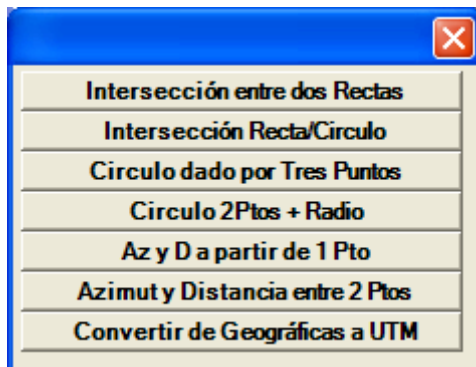 Intersección entre dos Rectas
Intersección Recta/Circulo
Circulo dado por Tres Puntos
Circulo 2Ptos + Radio
Az y D a partir de 1 Pto
Azimut y Distancia entre 2 Ptos
Convertir de Geográficas a UTM